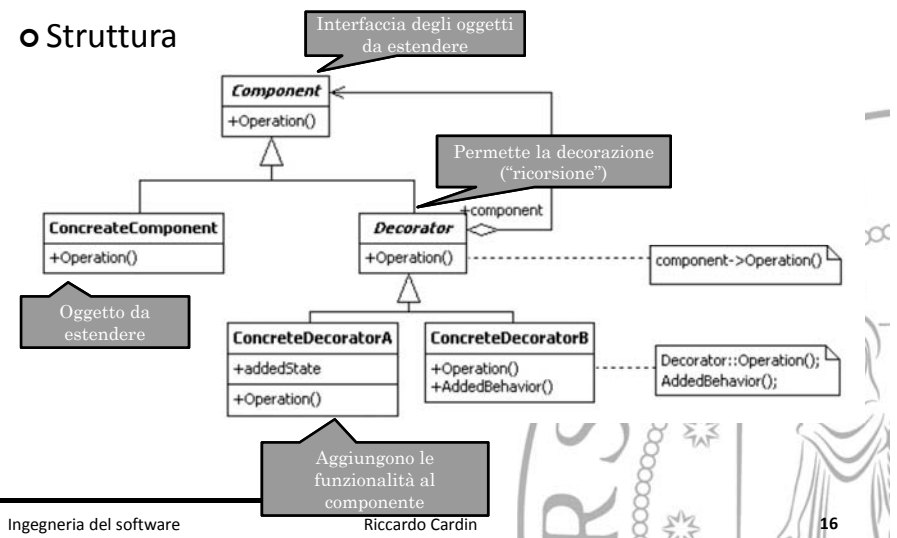 Struttura
Interfaccia degli oggetti
da estendere
Component
+Operation()
Permette la decorazione
("ricorsione")
+component
ConcreateComponent
+Operation()
Decorator
+Operation()
component->Operation()
Oggetto da
estendere
ConcreteDecoratorA
+addedState
+Operation()
ConcreteDecoratorB
+Operation()
+AddedBehavior()
Decorator::Operation();
AddedBehavior();
Aggiungono le
funzionalità al
componente
Ingegneria del software
Riccardo Cardin
16